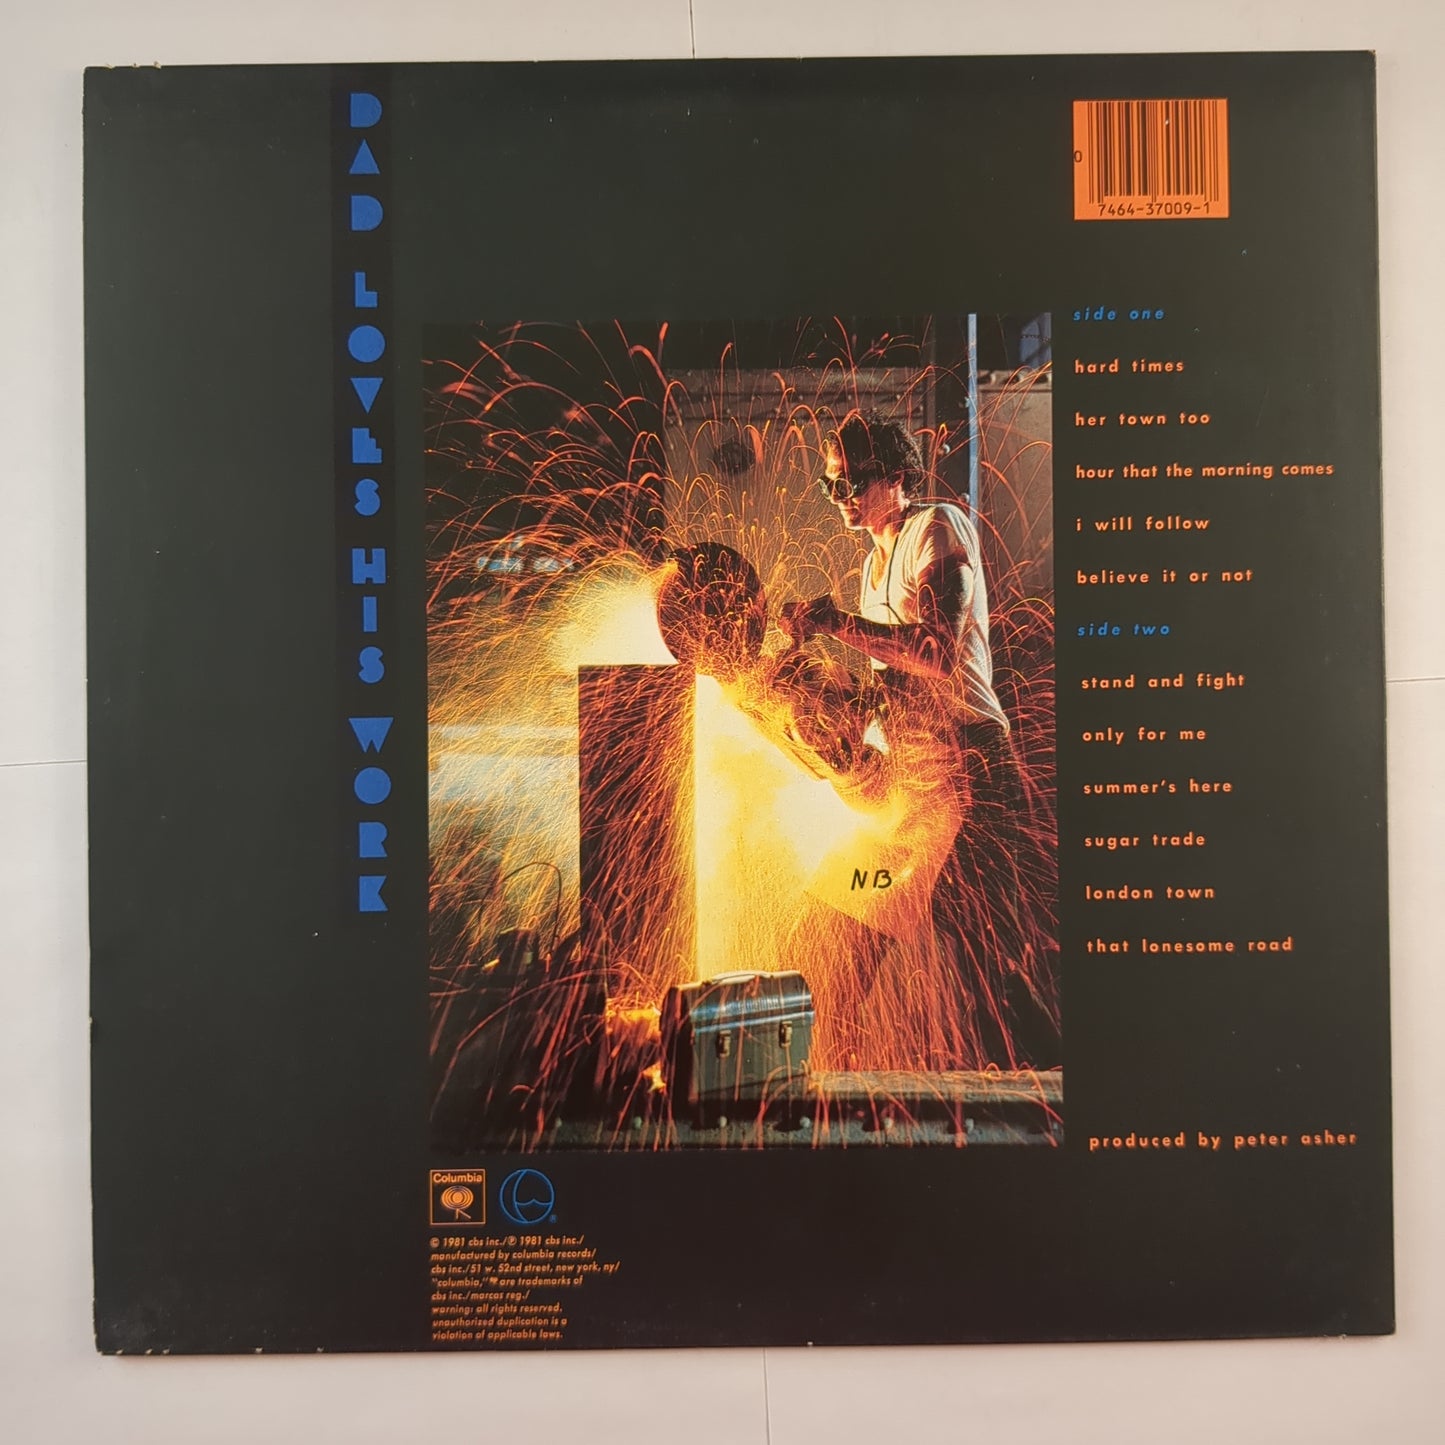 DAD LOVES HIS WORK
0
7464-37009-1
side one
hard times
her town too
hour that the morning comes
i will follow
believe it or not
side two
stand and fight
only for me
summer's here
sugar trade
london town
that lonesome road
NB
produced by peter asher
Columbia
®
© 1981 cbs inc./℗ 1981 cbs inc./
manufactured by columbia records/
cbs inc./51 w. 52nd street, new york, ny/
"columbia," are trademarks of
cbs inc./marcas reg./
warning: all rights reserved.
unauthorized duplication is a
violation of applicable laws.